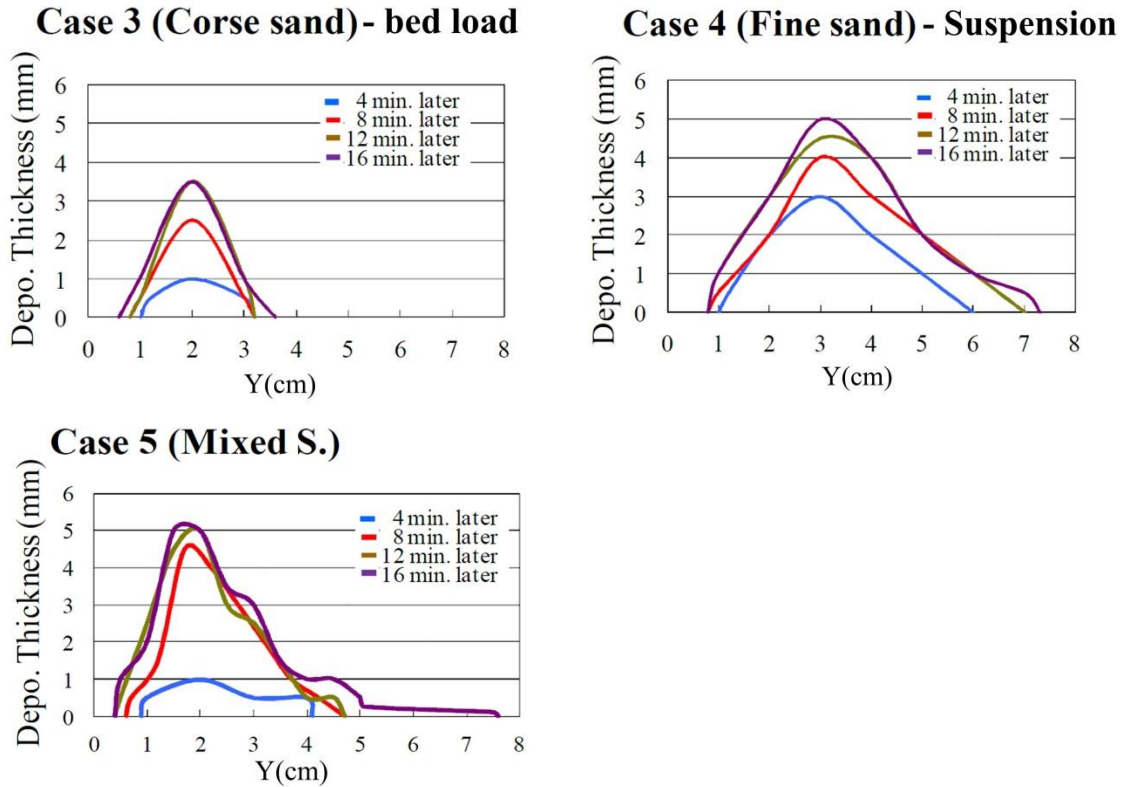 Case 3 (Corse sand) - bed load
Depo. Thickness (mm)
6
5
4
3
2
1
0
4 min. later
8 min. later
12 min. later
16 min. later
0 1 2 3 4 5 6 7 8
Y(cm)
Case 4 (Fine sand) - Suspension
Depo. Thickness (mm)
6
5
4
3
2
1
0
4 min. later
8 min. later
12 min. later
16 min. later
0 1 2 3 4 5 6 7 8
Y(cm)
Case 5 (Mixed S.)
Depo. Thickness (mm)
6
5
4
3
2
1
0
4 min. later
8 min. later
12 min. later
16 min. later
0 1 2 3 4 5 6 7 8
Y(cm)